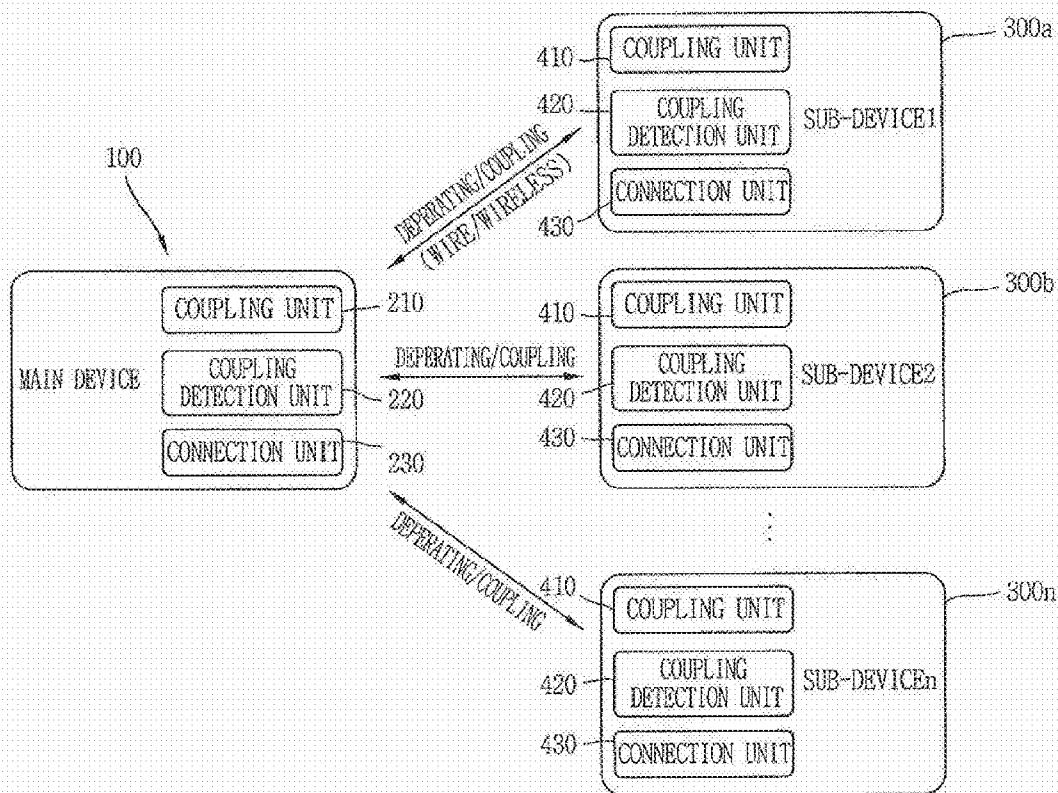 100
MAIN DEVICE
COUPLING UNIT
210
COUPLING
DETECTION UNIT
220
CONNECTION UNIT
230
DEPERATING/COUPLING
(WIRE/WIRELESS)
DEPERATING/COUPLING
DEPERATING/COUPLING
300a
410
COUPLING UNIT
420
COUPLING
DETECTION UNIT
SUB-DEVICE1
430
CONNECTION UNIT
300b
410
COUPLING UNIT
420
COUPLING
DETECTION UNIT
SUB-DEVICE2
430
CONNECTION UNIT
300n
410
COUPLING UNIT
420
COUPLING
DETECTION UNIT
SUB-DEVICEn
430
CONNECTION UNIT